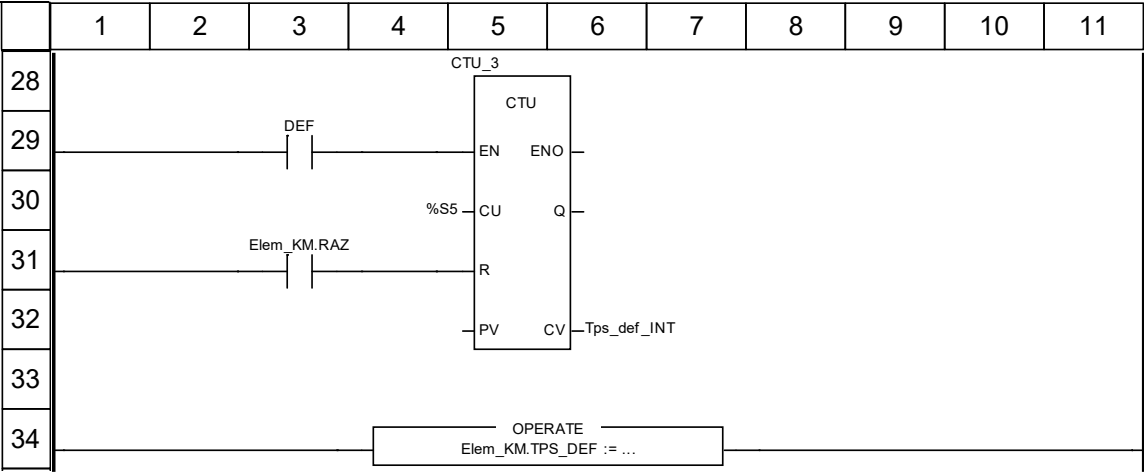 1 2 3 4 5 6 7 8 9 10 11
28 CTU_3
CTU
29 DEF EN ENO
30 %S5 CU Q
31 Elem_KM.RAZ R
32 PV CV Tps_def_INT
33
34 OPERATE
Elem_KM.TPS_DEF := ...